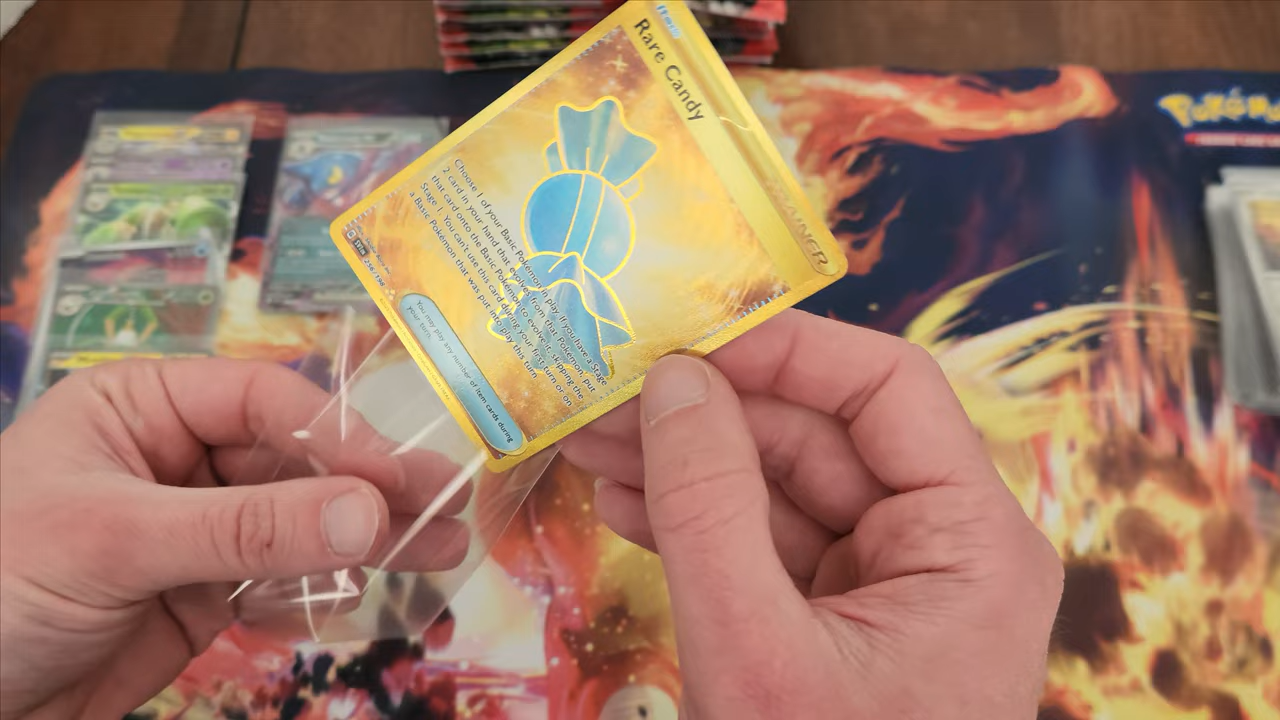 Item
Rare Candy
TRAINER
Choose 1 of your Basic Pokémon in play. If you have a Stage
2 card in your hand that evolves from that Pokémon, put
that card onto the Basic Pokémon to evolve it, skipping the
Stage 1. You can't use this card during your first turn or on
a Basic Pokémon that was put into play this turn.
You may play any number of Item cards during
your turn.
256/198
Pokémon